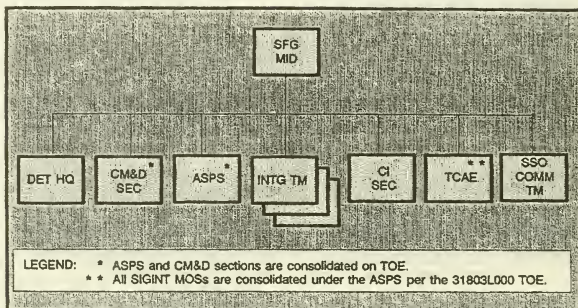 SFG
MID
DET HQ
CM&D *
SEC
ASPS *
INTG TM
CI
SEC
TCAE * *
SSO
COMM
TM
LEGEND: * ASPS and CM&D sections are consolidated on TOE.
* * All SIGINT MOSs are consolidated under the ASPS per the 31803L000 TOE.